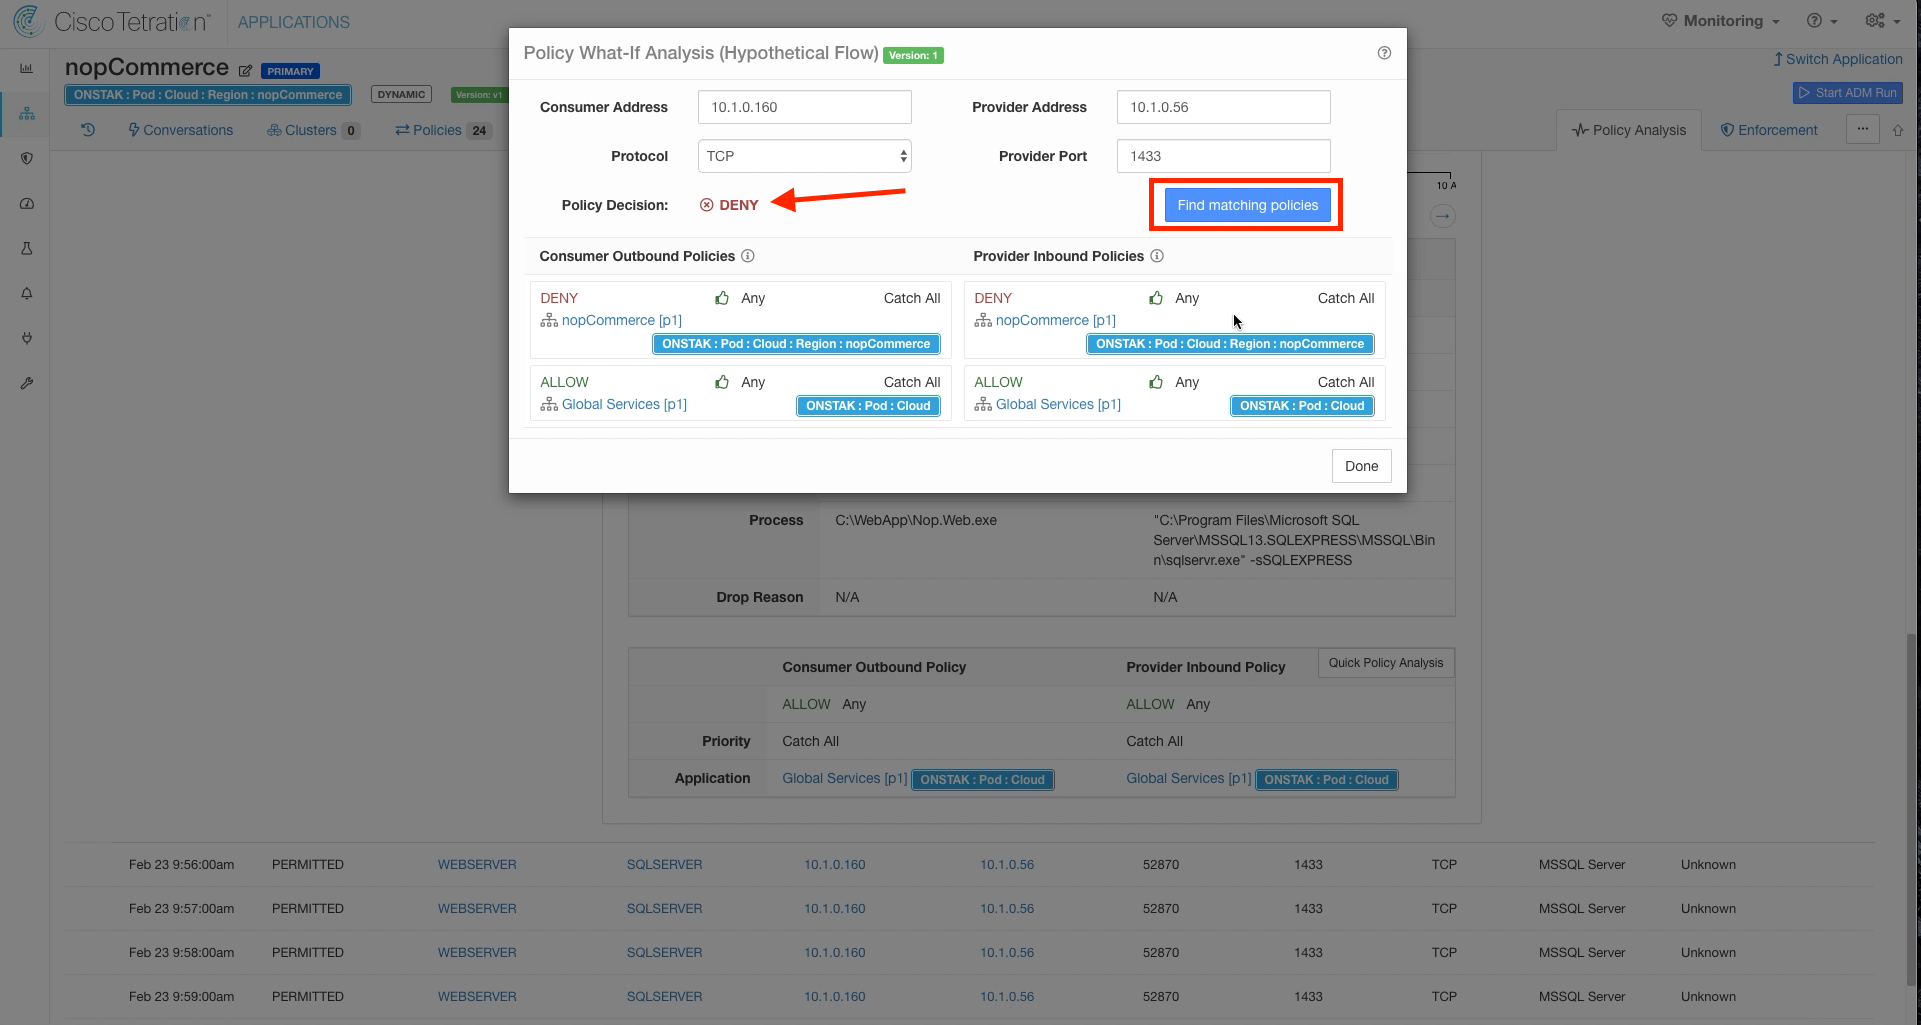 Cisco Tetration™ APPLICATIONS
Monitoring
Policy What-If Analysis (Hypothetical Flow) Version: 1
Consumer Address 10.1.0.160 Provider Address 10.1.0.56
Protocol TCP Provider Port 1433
Policy Decision: DENY Find matching policies
Consumer Outbound Policies Provider Inbound Policies
DENY Any Catch All DENY Any Catch All
nopCommerce [p1] nopCommerce [p1]
ONSTAK : Pod : Cloud : Region : nopCommerce ONSTAK : Pod : Cloud : Region : nopCommerce
ALLOW Any Catch All ALLOW Any Catch All
Global Services [p1] ONSTAK : Pod : Cloud Global Services [p1] ONSTAK : Pod : Cloud
Done
nopCommerce PRIMARY Switch Application
ONSTAK : Pod : Cloud : Region : nopCommerce DYNAMIC Version: v1 Start ADM Run
Conversations Clusters 0 Policies 24 Policy Analysis Enforcement ...
10 A
Process C:\WebApp\Nop.Web.exe "C:\Program Files\Microsoft SQL
Server\MSSQL13.SQLEXPRESS\MSSQL\Bin
n\sqlservr.exe" -sSQLEXPRESS
Drop Reason N/A N/A
Consumer Outbound Policy Provider Inbound Policy Quick Policy Analysis
ALLOW Any ALLOW Any
Priority Catch All Catch All
Application Global Services [p1] ONSTAK : Pod : Cloud Global Services [p1] ONSTAK : Pod : Cloud
Feb 23 9:56:00am PERMITTED WEBSERVER SQLSERVER 10.1.0.160 10.1.0.56 52870 1433 TCP MSSQL Server Unknown
Feb 23 9:57:00am PERMITTED WEBSERVER SQLSERVER 10.1.0.160 10.1.0.56 52870 1433 TCP MSSQL Server Unknown
Feb 23 9:58:00am PERMITTED WEBSERVER SQLSERVER 10.1.0.160 10.1.0.56 52870 1433 TCP MSSQL Server Unknown
Feb 23 9:59:00am PERMITTED WEBSERVER SQLSERVER 10.1.0.160 10.1.0.56 52870 1433 TCP MSSQL Server Unknown